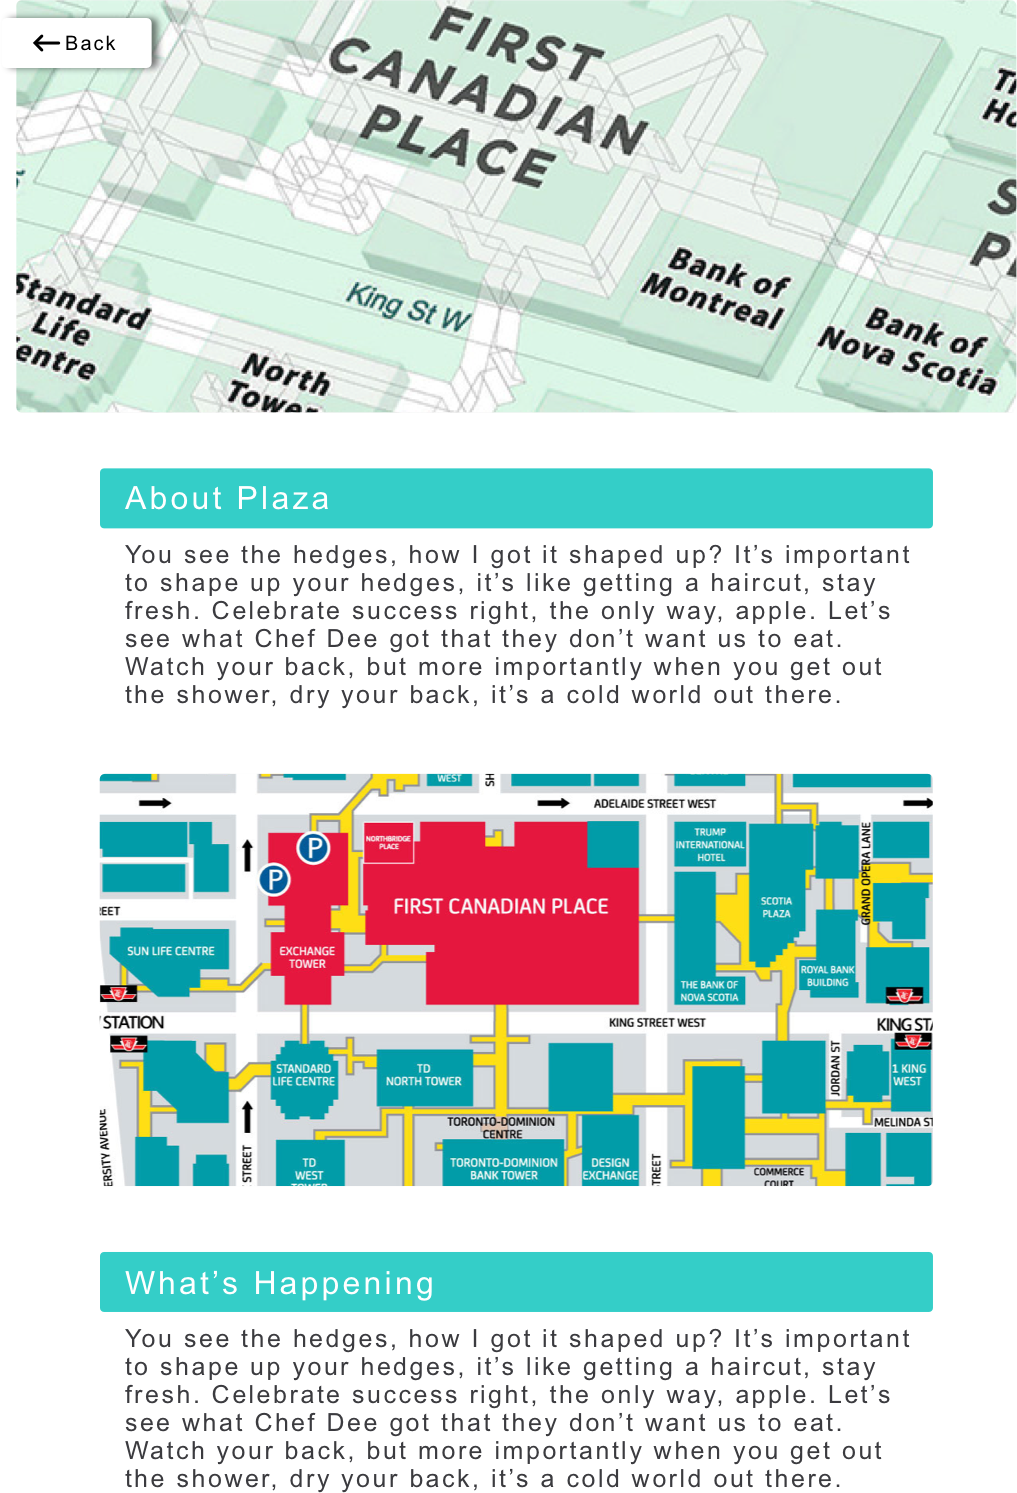 Back
FIRST
CANADIAN
PLACE
King St W
Bank of
Montreal
Bank of
Nova Scotia
Standard
Life
entre
North
Tower
About Plaza
You see the hedges, how I got it shaped up? It’s important
to shape up your hedges, it’s like getting a haircut, stay
fresh. Celebrate success right, the only way, apple. Let’s
see what Chef Dee got that they don’t want us to eat.
Watch your back, but more importantly when you get out
the shower, dry your back, it’s a cold world out there.
WEST
SH
ADELAIDE STREET WEST
P
P
NORTHBRIDGE
PLACE
FIRST CANADIAN PLACE
TRUMP
INTERNATIONAL
HOTEL
SCOTIA
PLAZA
GRAND OPERA LANE
REET
SUN LIFE CENTRE
EXCHANGE
TOWER
THE BANK OF
NOVA SCOTIA
ROYAL BANK
BUILDING
STATION
KING STREET WEST
KING STA
STANDARD
LIFE CENTRE
TD
NORTH TOWER
JORDAN ST
1 KING
WEST
MELINDA ST
TORONTO-DOMINION
CENTRE
ERSITY AVENUE
STREET
TD
WEST
TOWER
TORONTO-DOMINION
BANK TOWER
DESIGN
EXCHANGE
TREET
COMMERCE
COURT
What’s Happening
You see the hedges, how I got it shaped up? It’s important
to shape up your hedges, it’s like getting a haircut, stay
fresh. Celebrate success right, the only way, apple. Let’s
see what Chef Dee got that they don’t want us to eat.
Watch your back, but more importantly when you get out
the shower, dry your back, it’s a cold world out there.